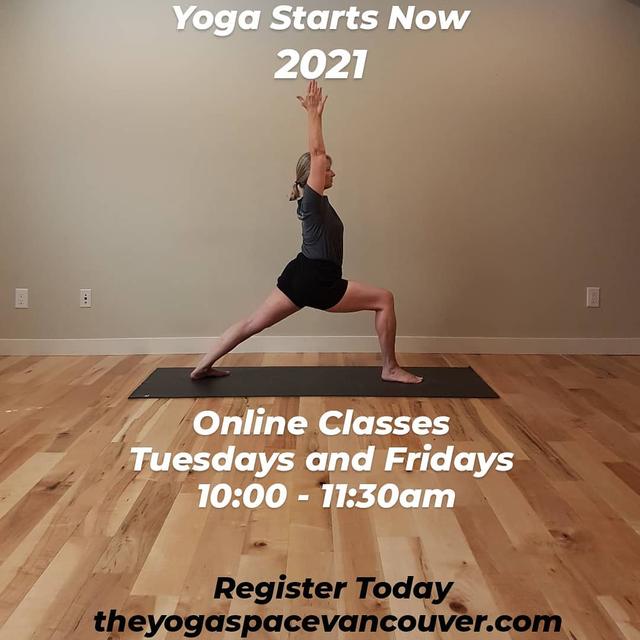 Yoga Starts Now
2021
Online Classes
Tuesdays and Fridays
10:00 - 11:30am
Register Today
theyogaspacevancouver.com